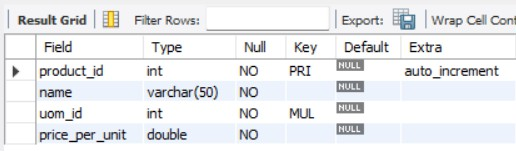 Result Grid Filter Rows: Export: Wrap Cell Cont
Field Type Null Key Default Extra
product_id int NO PRI NULL auto_increment
name varchar(50) NO NULL
uom_id int NO MUL NULL
price_per_unit double NO NULL